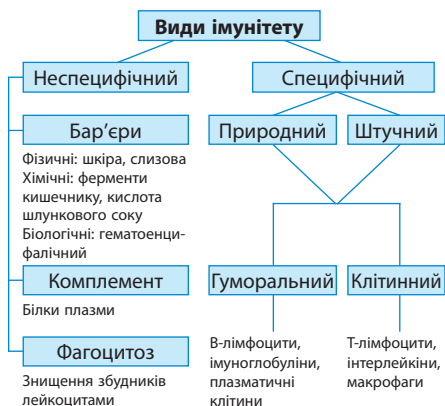 Види імунітету
Неспецифічний
Специфічний
Бар’єри
Природний
Штучний
Фізичні: шкіра, слизова
Хімічні: ферменти
кишечнику, кислота
шлункового соку
Біологічні: гематоенци-
фалічний
Комплемент
Гуморальний
Клітинний
Білки плазми
В-лімфоцити,
імуноглобуліни,
плазматичні
клітини
Т-лімфоцити,
інтерлейкіни,
макрофаги
Фагоцитоз
Знищення збудників
лейкоцитами